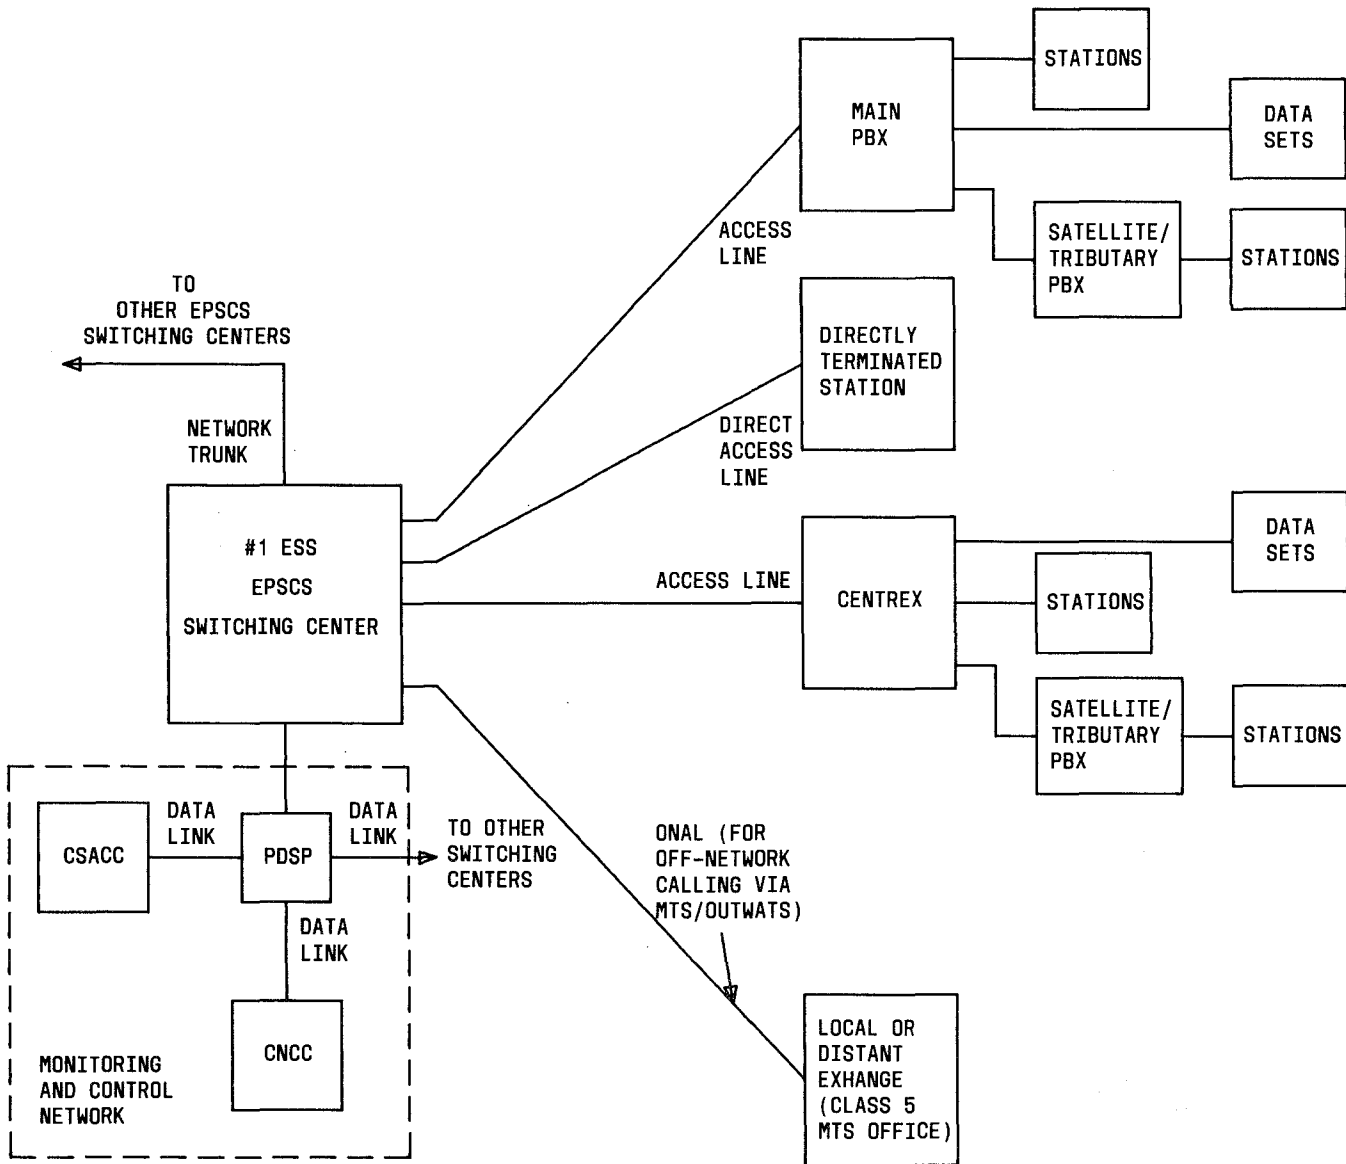 STATIONS
MAIN
PBX
DATA
SETS
ACCESS
LINE
SATELLITE/
TRIBUTARY
PBX
STATIONS
TO
OTHER EPSCS
SWITCHING CENTERS
DIRECTLY
TERMINATED
STATION
NETWORK
TRUNK
DIRECT
ACCESS
LINE
#1 ESS
EPSCS
SWITCHING CENTER
ACCESS LINE
CENTREX
DATA
SETS
STATIONS
SATELLITE/
TRIBUTARY
PBX
STATIONS
CSACC
DATA
LINK
PDSP
DATA
LINK
TO OTHER
SWITCHING
CENTERS
DATA
LINK
CNCC
MONITORING
AND CONTROL
NETWORK
ONAL (FOR
OFF-NETWORK
CALLING VIA
MTS/OUTWATS)
LOCAL OR
DISTANT
EXHANGE
(CLASS 5
MTS OFFICE)